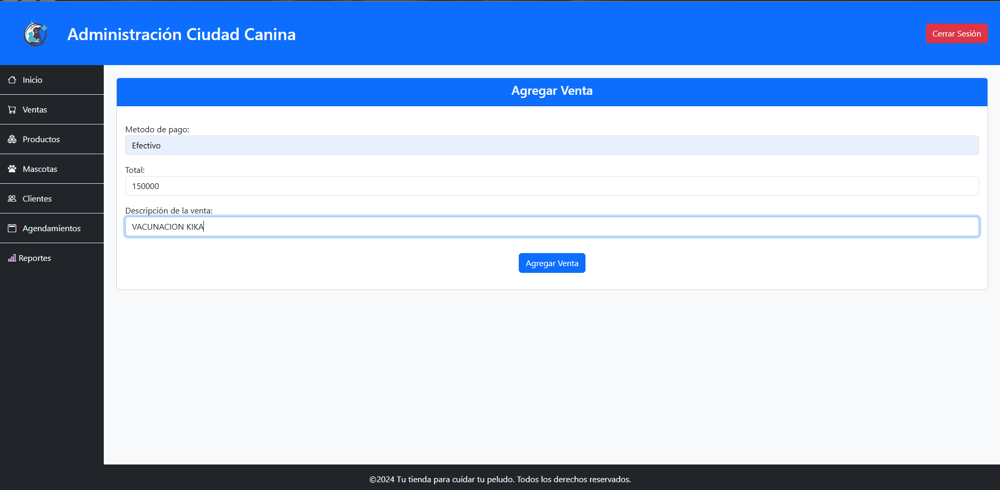 Administración Ciudad Canina
Cerrar Sesión
Inicio
Ventas
Productos
Mascotas
Clientes
Agendamientos
Reportes
Agregar Venta
Metodo de pago:
Efectivo
Total:
150000
Descripción de la venta:
VACUNACION KIKA
Agregar Venta
©2024 Tu tienda para cuidar tu peludo. Todos los derechos reservados.